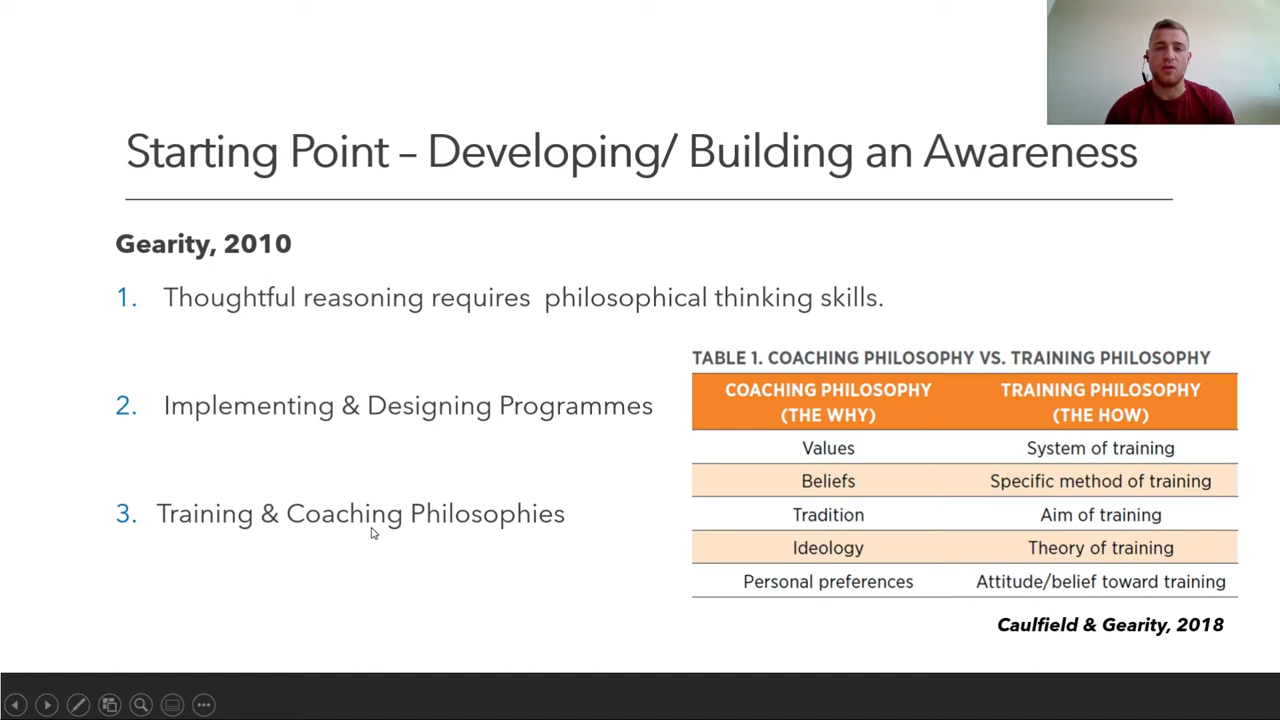 Starting Point – Developing/ Building an Awareness
Gearity, 2010
1. Thoughtful reasoning requires philosophical thinking skills.
2. Implementing & Designing Programmes
3. Training & Coaching Philosophies
TABLE 1. COACHING PHILOSOPHY VS. TRAINING PHILOSOPHY
COACHING PHILOSOPHY (THE WHY) TRAINING PHILOSOPHY (THE HOW)
Values System of training
Beliefs Specific method of training
Tradition Aim of training
Ideology Theory of training
Personal preferences Attitude/belief toward training
Caulfield & Gearity, 2018